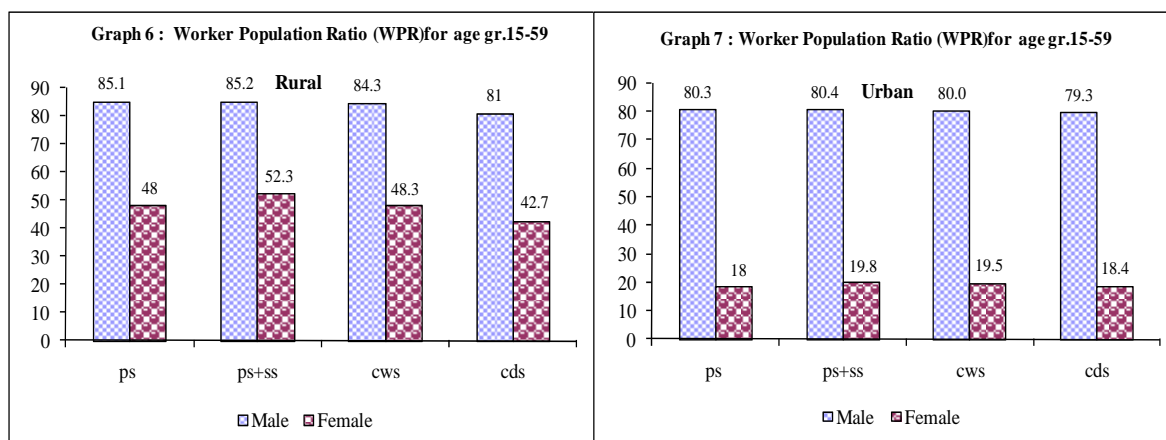 Graph 6 : Worker Population Ratio (WPR)for age gr.15-59
Rural
85.1 85.2 84.3 81
48 52.3 48.3 42.7
90
80
70
60
50
40
30
20
10
0
ps ps+ss cws cds
Male Female
Graph 7 : Worker Population Ratio (WPR)for age gr.15-59
Urban
80.3 80.4 80.0 79.3
18 19.8 19.5 18.4
90
80
70
60
50
40
30
20
10
0
ps ps+ss cws cds
Male Female